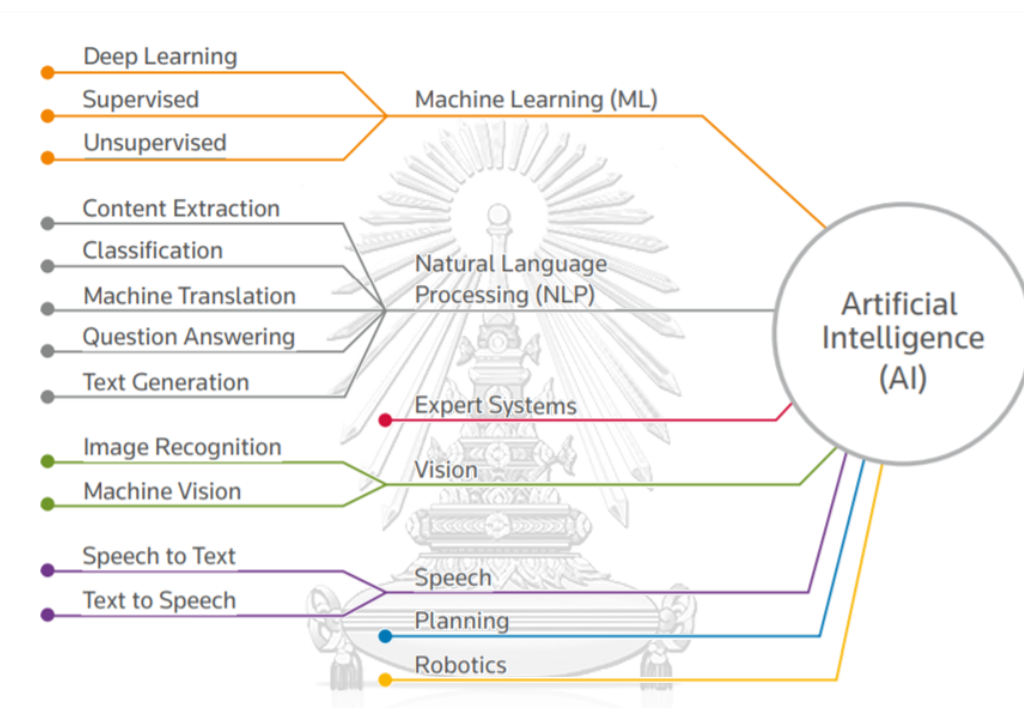 Deep Learning
Supervised
Unsupervised
Machine Learning (ML)
Content Extraction
Classification
Machine Translation
Question Answering
Text Generation
Natural Language
Processing (NLP)
Expert Systems
Image Recognition
Machine Vision
Vision
Speech to Text
Text to Speech
Speech
Planning
Robotics
Artificial
Intelligence
(AI)